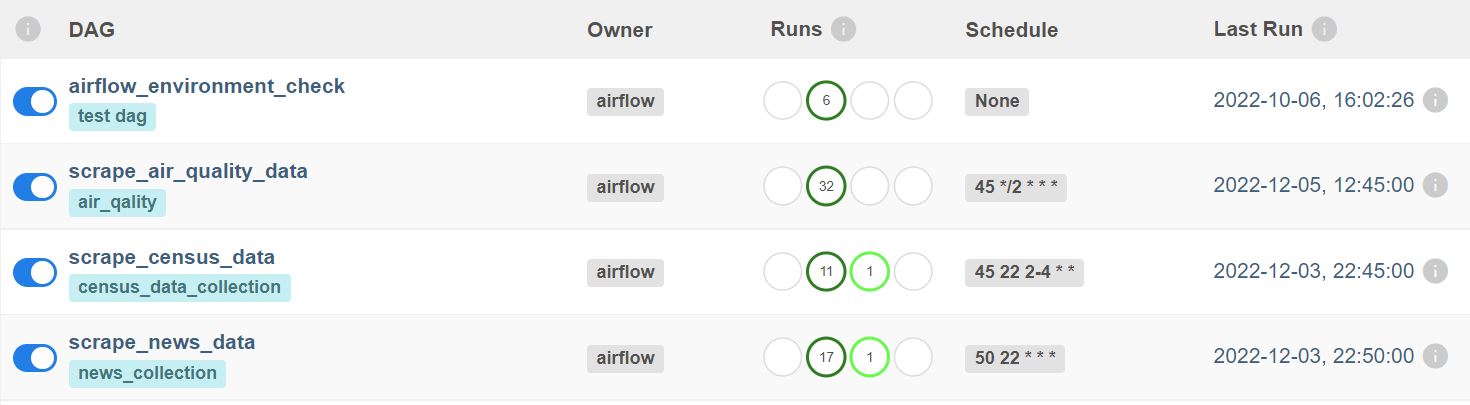 DAG Owner Runs Schedule Last Run
airflow_environment_check
test dag airflow 6 None 2022-10-06, 16:02:26
scrape_air_quality_data
air_qality airflow 32 45 */2 * * * 2022-12-05, 12:45:00
scrape_census_data
census_data_collection airflow 11 1 45 22 2-4 * * 2022-12-03, 22:45:00
scrape_news_data
news_collection airflow 17 1 50 22 * * * 2022-12-03, 22:50:00